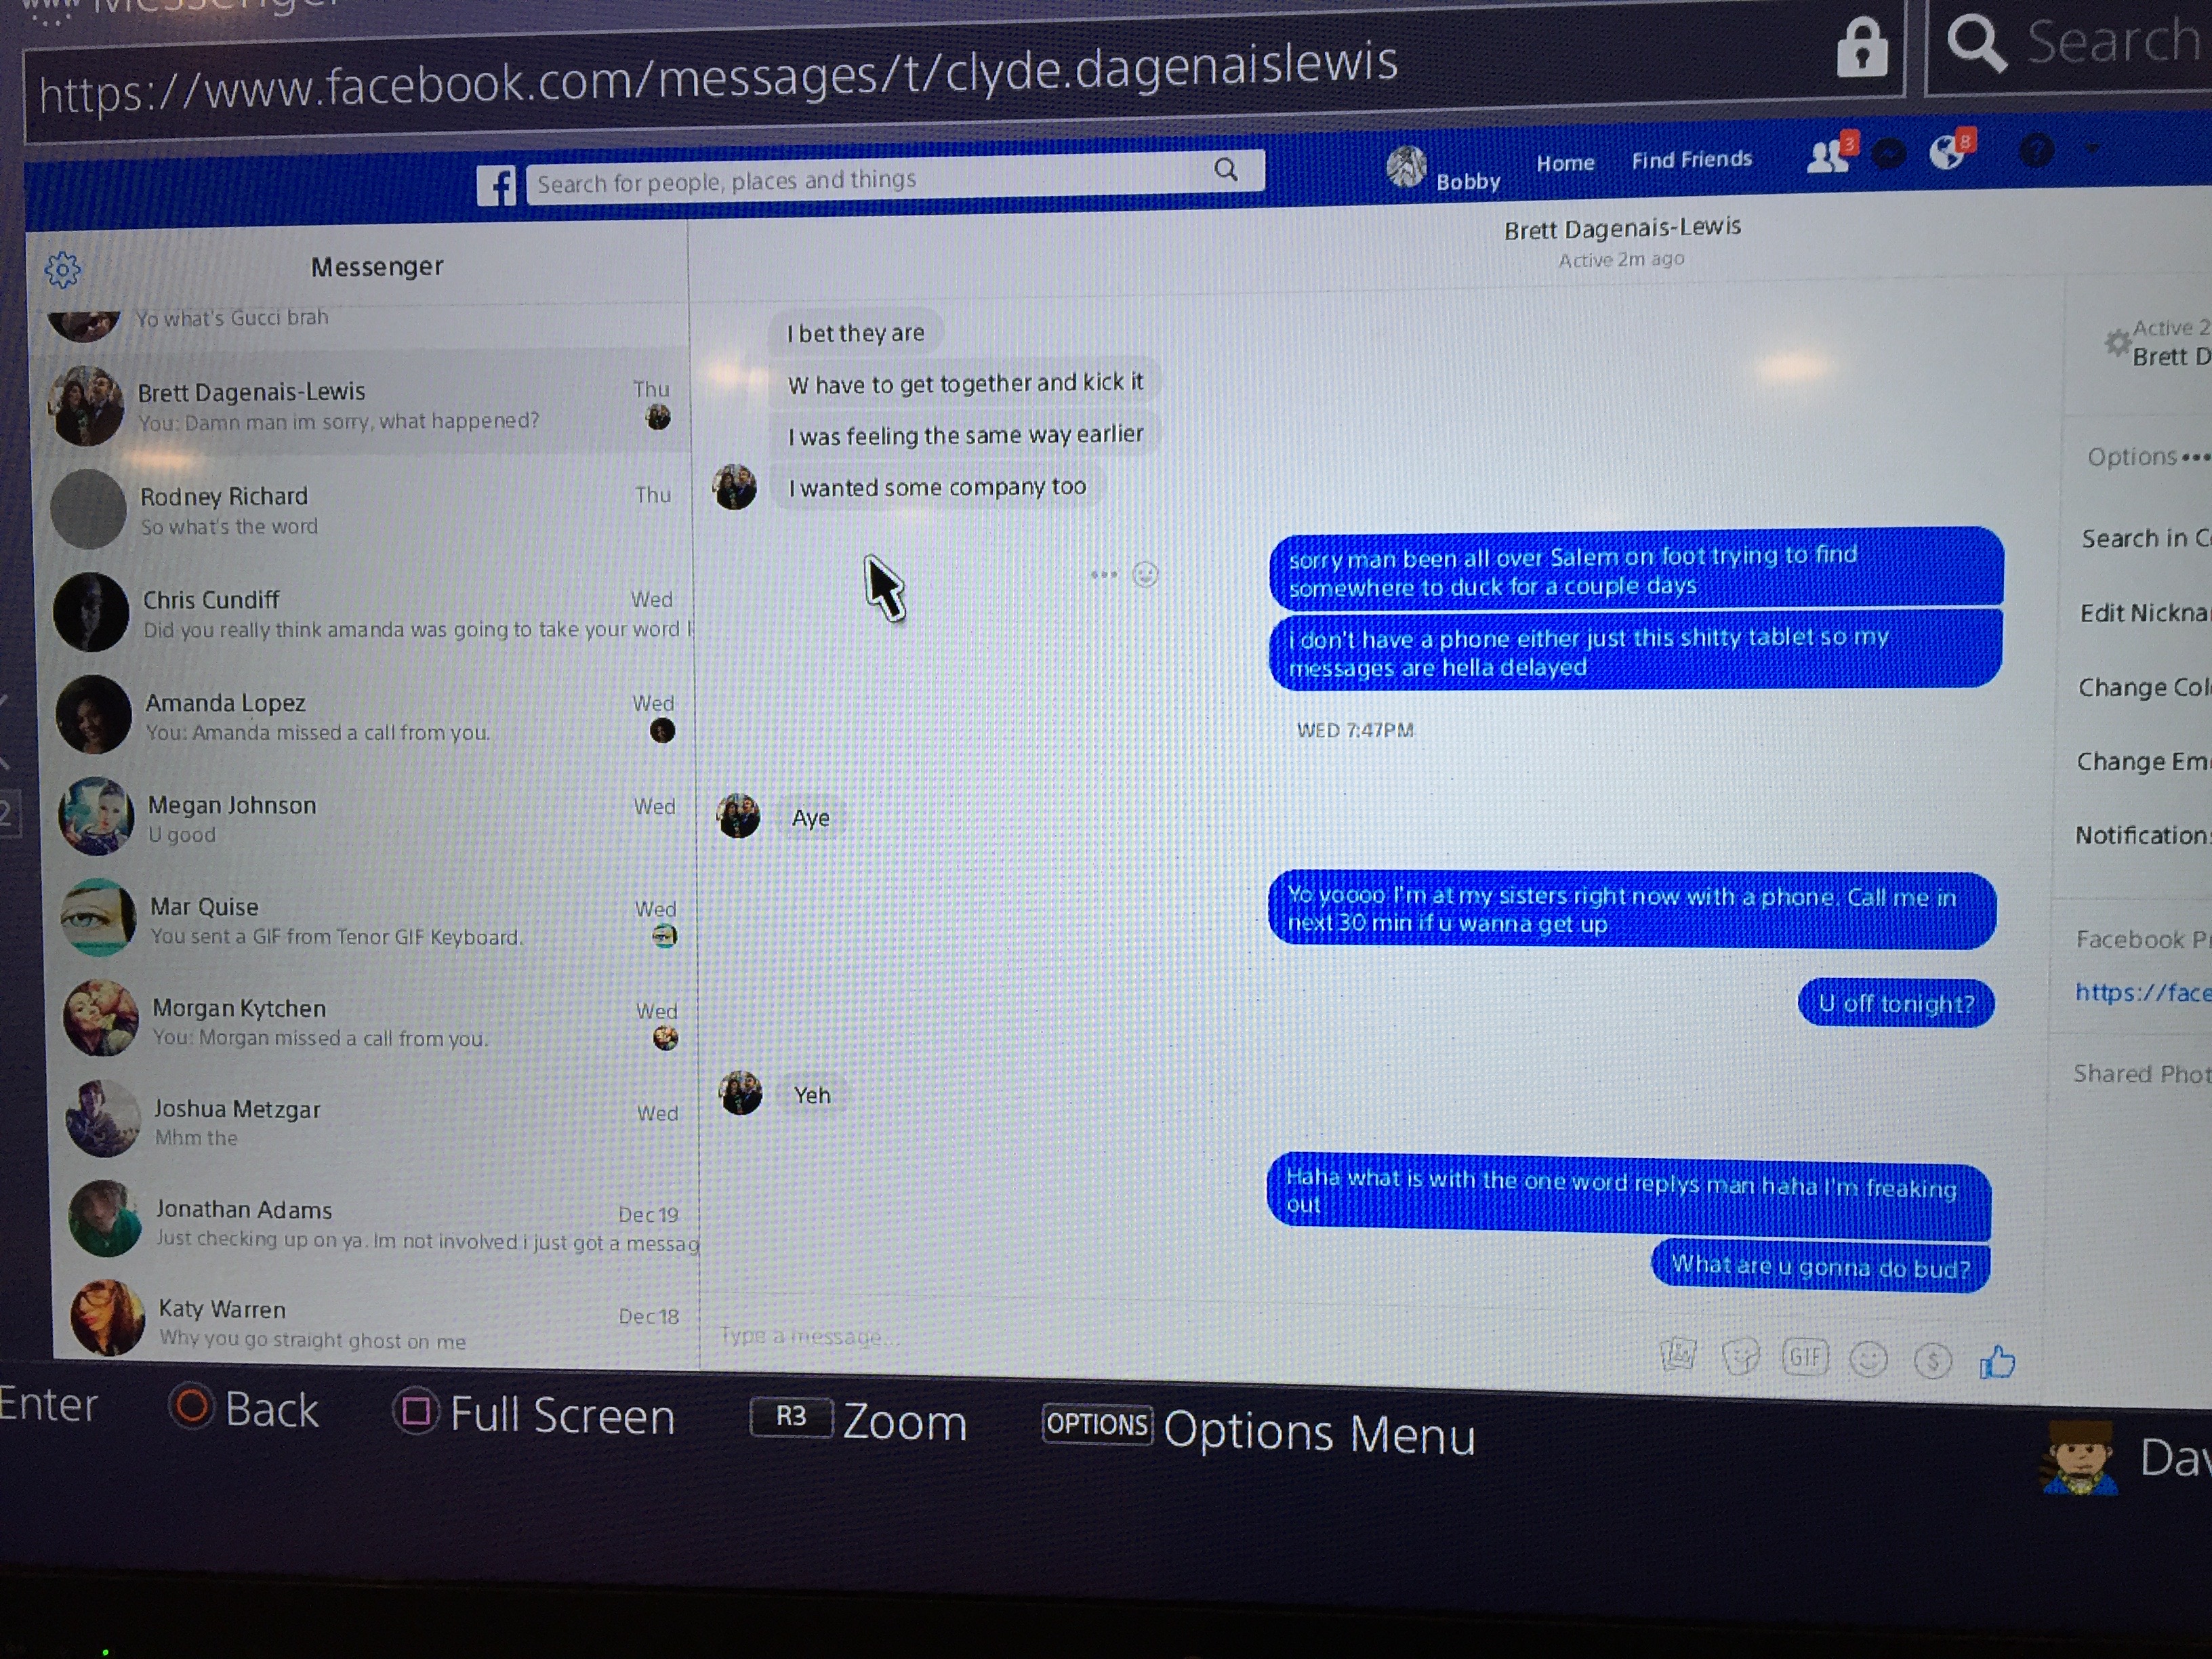 Messenger
https://www.facebook.com/messages/t/clyde.dagenaislewis
Search
f
Search for people, places and things
Bobby
Home
Find Friends
3
8
?
Messenger
Yo what's Gucci brah
Brett Dagenais-Lewis
Thu
You: Damn man im sorry, what happened?
Rodney Richard
Thu
So what's the word
Chris Cundiff
Wed
Did you really think amanda was going to take your word
Amanda Lopez
Wed
You: Amanda missed a call from you.
Megan Johnson
Wed
U good
Mar Quise
Wed
You sent a GIF from Tenor GIF Keyboard.
Morgan Kytchen
Wed
You: Morgan missed a call from you.
Joshua Metzgar
Wed
Mhm the
Jonathan Adams
Dec 19
Just checking up on ya. Im not involved i just got a messag
Katy Warren
Dec 18
Why you go straight ghost on me
Brett Dagenais-Lewis
Active 2m ago
I bet they are
W have to get together and kick it
I was feeling the same way earlier
I wanted some company too
sorry man been all over Salem on foot trying to find
somewhere to duck for a couple days
i don't have a phone either just this shitty tablet so my
messages are hella delayed
WED 7:47PM
Aye
Yo yoooo I'm at my sisters right now with a phone. Call me in
next 30 min if u wanna get up
U off tonight?
Yeh
Haha what is with the one word replys man haha I'm freaking
out
What are u gonna do bud?
Type a message...
GIF
$
Active 2
Brett D
Options
Search in C
Edit Nickna
Change Col
Change Em
Notification
Facebook P
https://face
Shared Phot
Enter
Back
Full Screen
R3
Zoom
OPTIONS
Options Menu
Dav